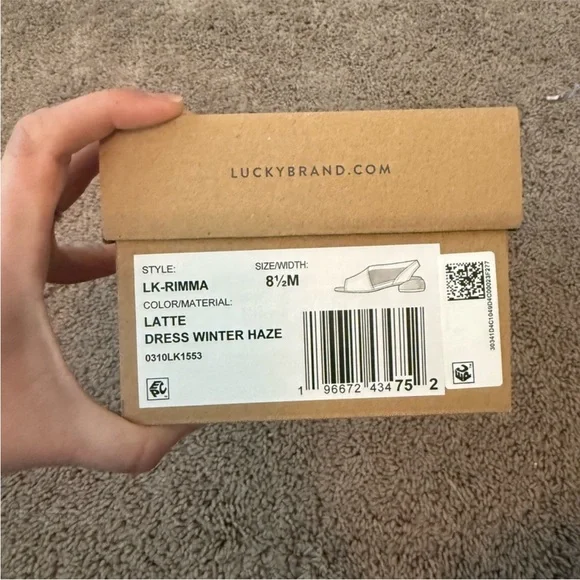 LUCKYBRAND.COM
STYLE:
SIZE/WIDTH:
LK-RIMMA
8½M
COLOR/MATERIAL:
LATTE
DRESS WINTER HAZE
0310LK1553
1 96672 43475 2
30341D4C1049D4C00023F277